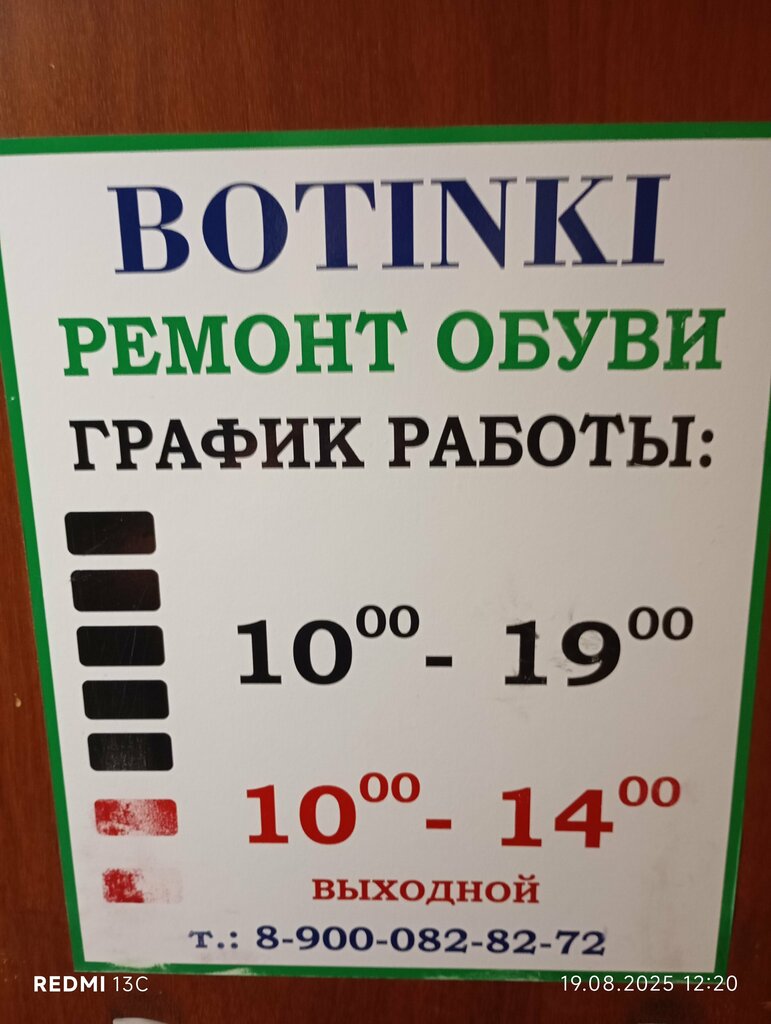 BOTINKI
РЕМОНТ ОБУВИ
ГРАФИК РАБОТЫ:
10⁰⁰- 19⁰⁰
10⁰⁰- 14⁰⁰
ВЫХОДНОЙ
т.: 8-900-082-82-72
REDMI 13C
19.08.2025 12:20